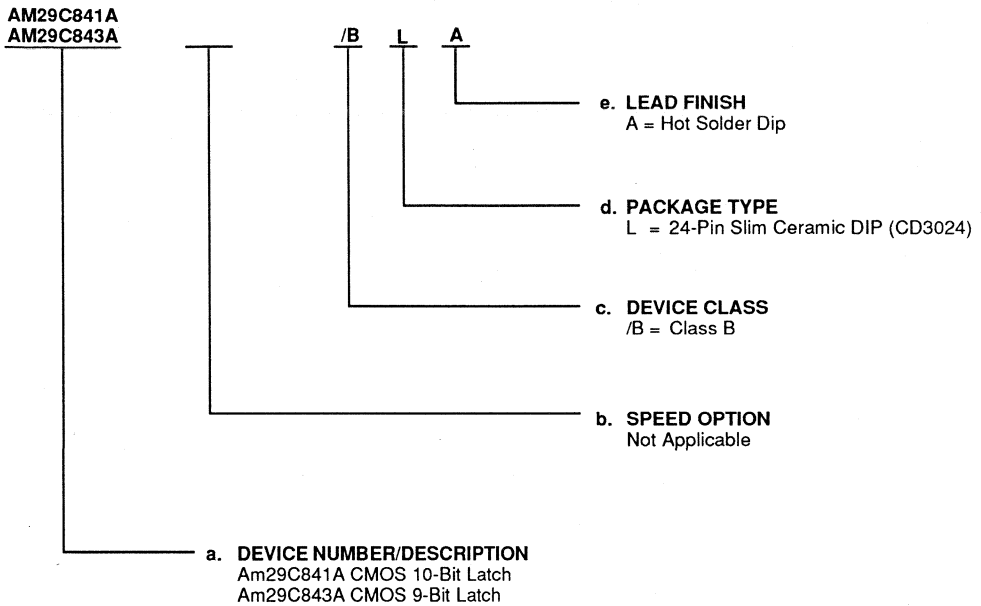 AM29C841A
AM29C843A /B L A
e. LEAD FINISH
A = Hot Solder Dip
d. PACKAGE TYPE
L = 24-Pin Slim Ceramic DIP (CD3024)
c. DEVICE CLASS
/B = Class B
b. SPEED OPTION
Not Applicable
a. DEVICE NUMBER/DESCRIPTION
Am29C841A CMOS 10-Bit Latch
Am29C843A CMOS 9-Bit Latch